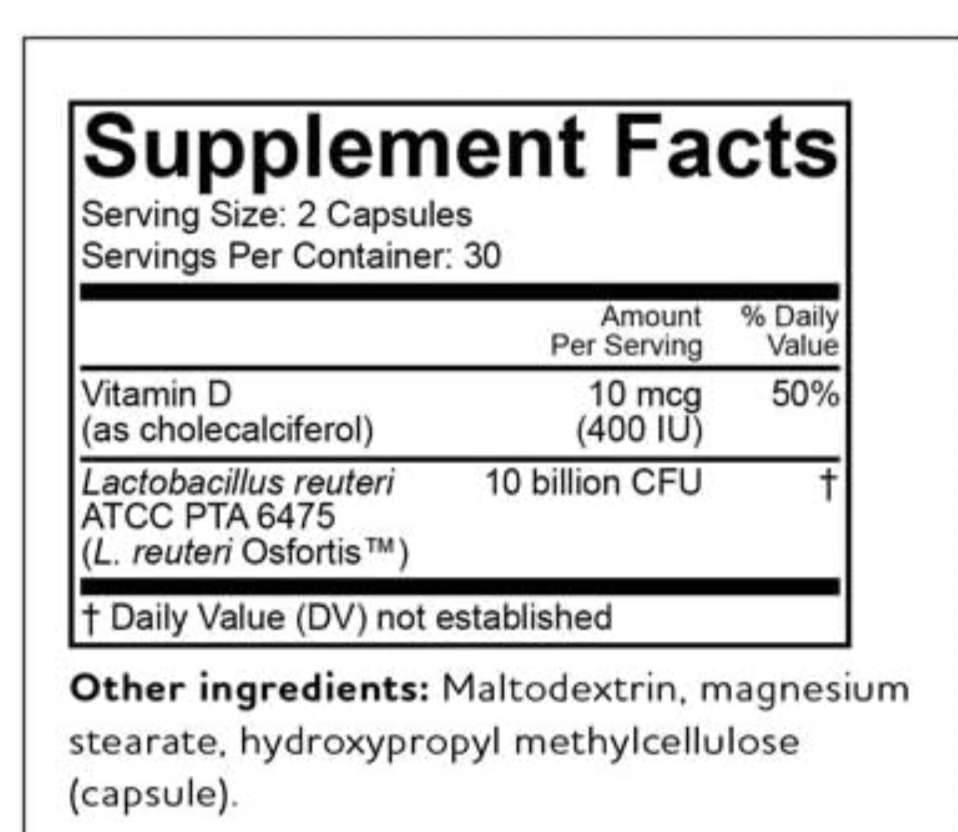 Supplement Facts
Serving Size: 2 Capsules
Servings Per Container: 30
Amount Per Serving % Daily Value
Vitamin D (as cholecalciferol) 10 mcg (400 IU) 50%
Lactobacillus reuteri 10 billion CFU †
ATCC PTA 6475
(L. reuteri Osfortis™)
† Daily Value (DV) not established
Other ingredients: Maltodextrin, magnesium
stearate, hydroxypropyl methylcellulose
(capsule).